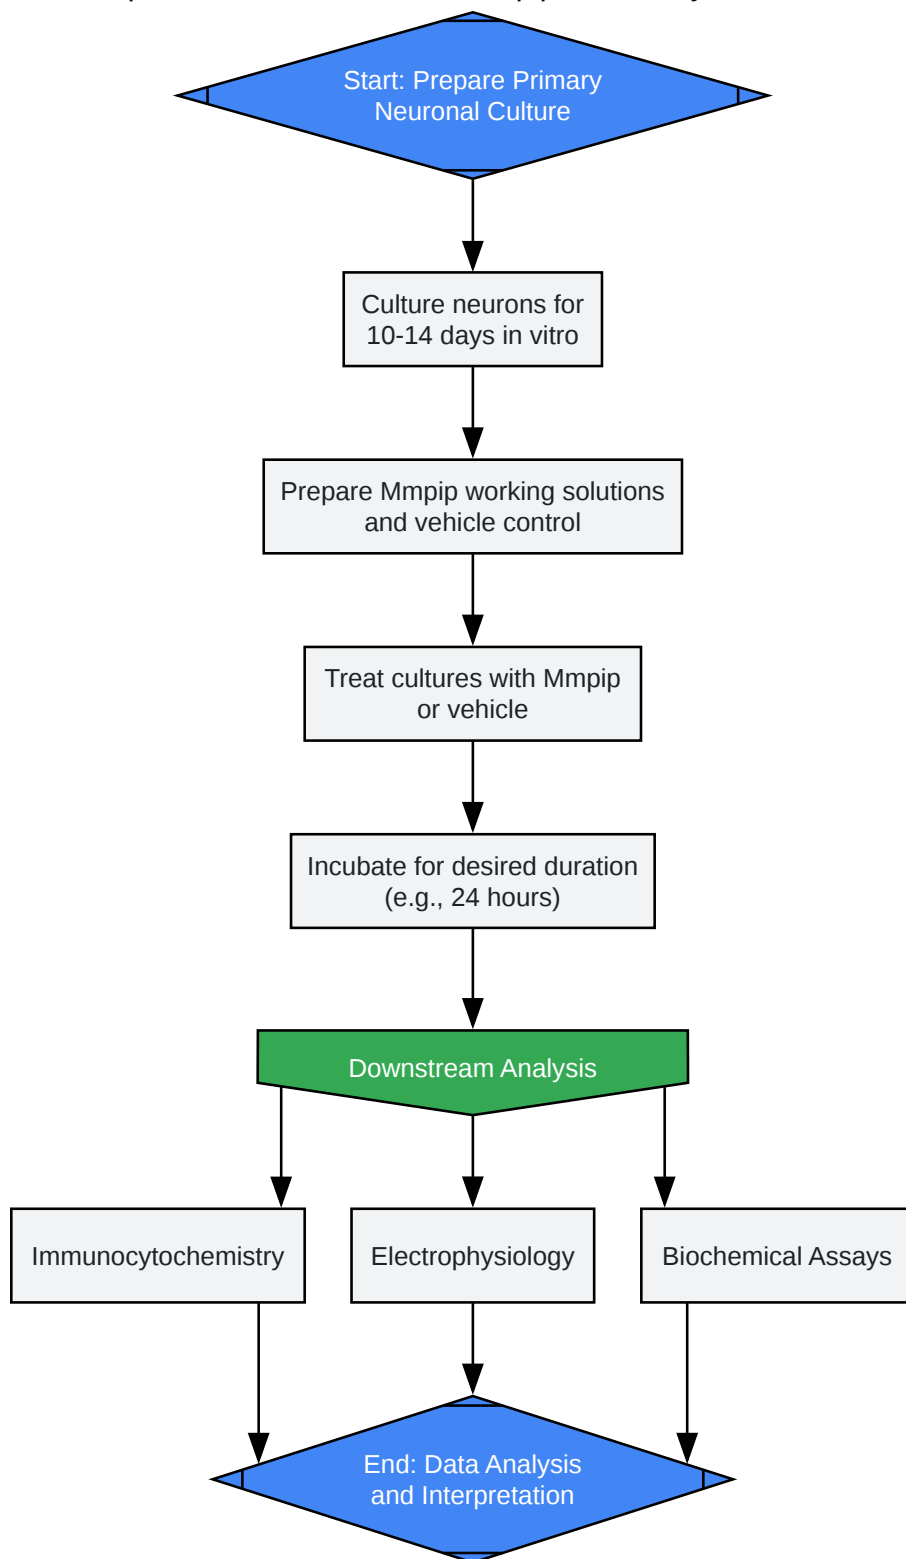 Start: Prepare Primary
Neuronal Culture
Culture neurons for
10-14 days in vitro
Prepare Mmpip working solutions
and vehicle control
Treat cultures with Mmpip
or vehicle
Incubate for desired duration
(e.g., 24 hours)
Downstream Analysis
Immunocytochemistry
Electrophysiology
Biochemical Assays
End: Data Analysis
and Interpretation